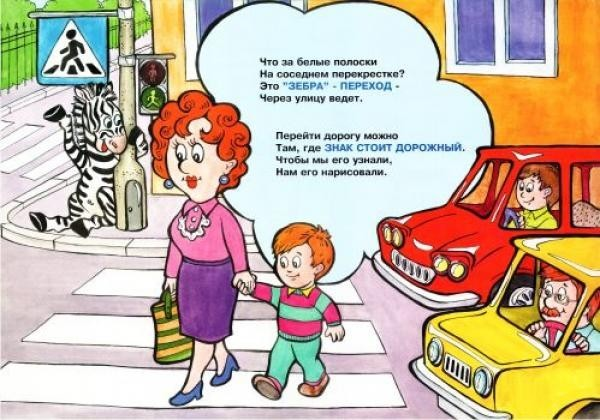 Что за белые полоски
На соседнем перекрестке?
Это "ЗЕБРА" - ПЕРЕХОД -
Через улицу ведет.
Перейти дорогу можно
Там, где ЗНАК СТОИТ ДОРОЖНЫЙ.
Чтобы мы его узнали,
Нам его нарисовали.